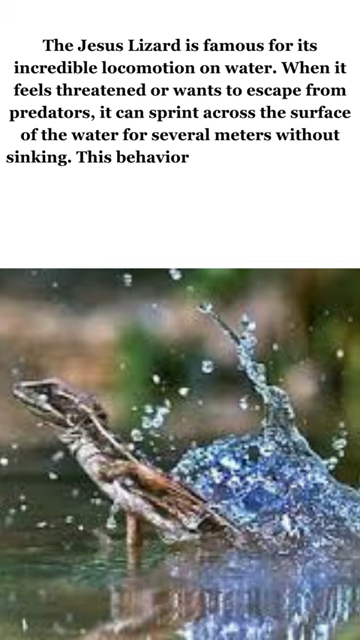 The Jesus Lizard is famous for its
incredible locomotion on water. When it
feels threatened or wants to escape from
predators, it can sprint across the surface
of the water for several meters without
sinking. This behavior